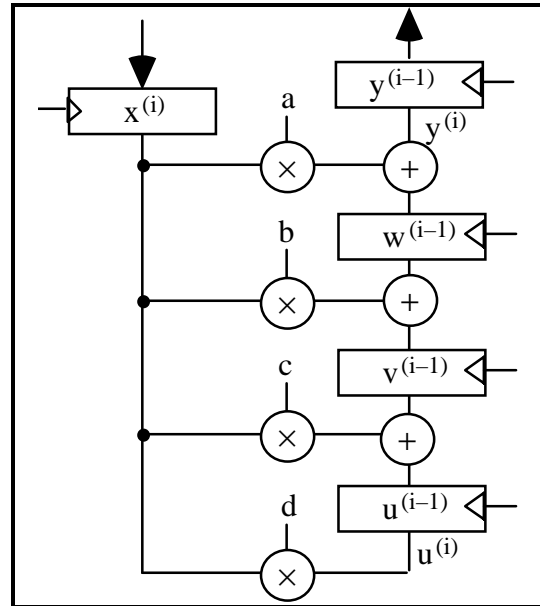 x⁽ⁱ⁾
y⁽ⁱ⁻¹⁾
y⁽ⁱ⁾
a
×
+
w⁽ⁱ⁻¹⁾
b
×
+
v⁽ⁱ⁻¹⁾
c
×
+
u⁽ⁱ⁻¹⁾
u⁽ⁱ⁾
d
×